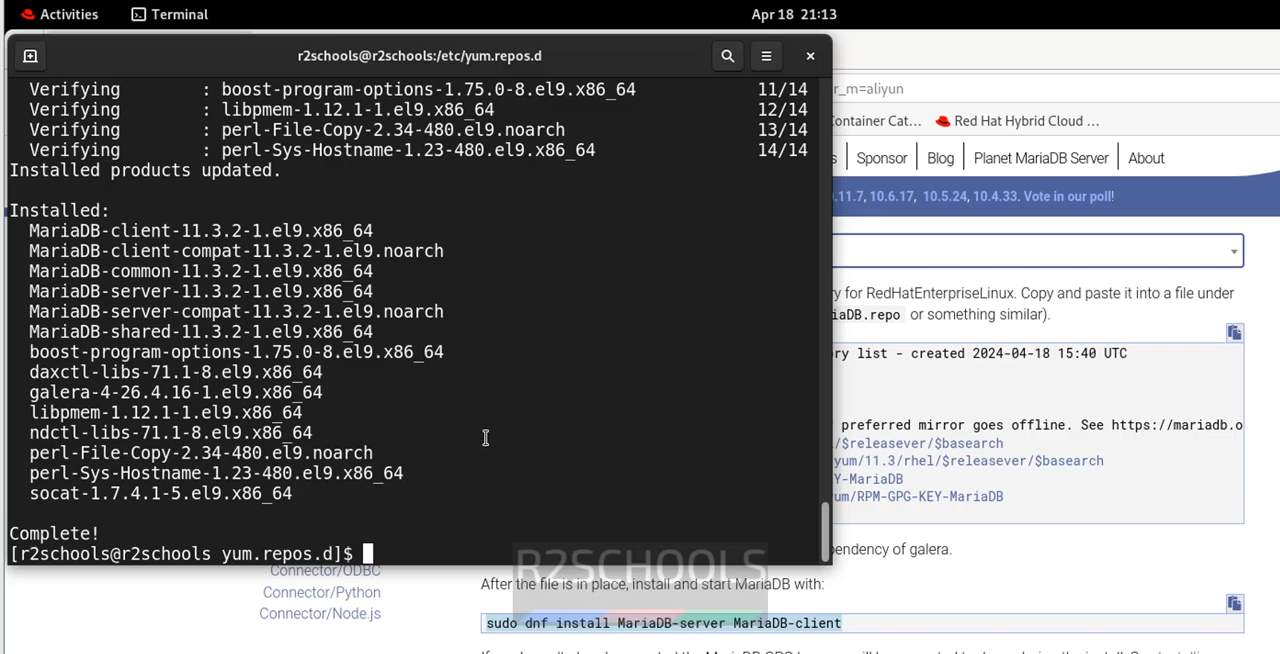 Activities Terminal Apr 18 21:13
r2schools@r2schools:/etc/yum.repos.d
Verifying : boost-program-options-1.75.0-8.el9.x86_64 11/14
Verifying : libpmem-1.12.1-1.el9.x86_64 12/14
Verifying : perl-File-Copy-2.34-480.el9.noarch 13/14
Verifying : perl-Sys-Hostname-1.23-480.el9.x86_64 14/14
Installed products updated.
Installed:
MariaDB-client-11.3.2-1.el9.x86_64
MariaDB-client-compat-11.3.2-1.el9.noarch
MariaDB-common-11.3.2-1.el9.x86_64
MariaDB-server-11.3.2-1.el9.x86_64
MariaDB-server-compat-11.3.2-1.el9.noarch
MariaDB-shared-11.3.2-1.el9.x86_64
boost-program-options-1.75.0-8.el9.x86_64
daxctl-libs-71.1-8.el9.x86_64
galera-4-26.4.16-1.el9.x86_64
libpmem-1.12.1-1.el9.x86_64
ndctl-libs-71.1-8.el9.x86_64
perl-File-Copy-2.34-480.el9.noarch
perl-Sys-Hostname-1.23-480.el9.x86_64
socat-1.7.4.1-5.el9.x86_64
Complete!
[r2schools@r2schools yum.repos.d]$
r_m=aliyun
Container Cat… Red Hat Hybrid Cloud …
s Sponsor Blog Planet MariaDB Server About
.11.7, 10.6.17, 10.5.24, 10.4.33. Vote in our poll!
y for RedHatEnterpriseLinux. Copy and paste it into a file under
iaDB.repo or something similar).
ry list - created 2024-04-18 15:40 UTC
preferred mirror goes offline. See https://mariadb.o
/$releasever/$basearch
yum/11.3/rhel/$releasever/$basearch
Y-MariaDB
um/RPM-GPG-KEY-MariaDB
pendency of galera.
R2SCHOOLS
Connector/ODBC
Connector/Python
Connector/Node.js
After the file is in place, install and start MariaDB with:
sudo dnf install MariaDB-server MariaDB-client